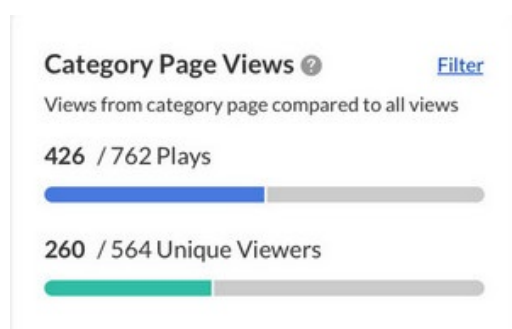 Category Page Views ? Filter
Views from category page compared to all views
426 / 762 Plays
260 / 564 Unique Viewers